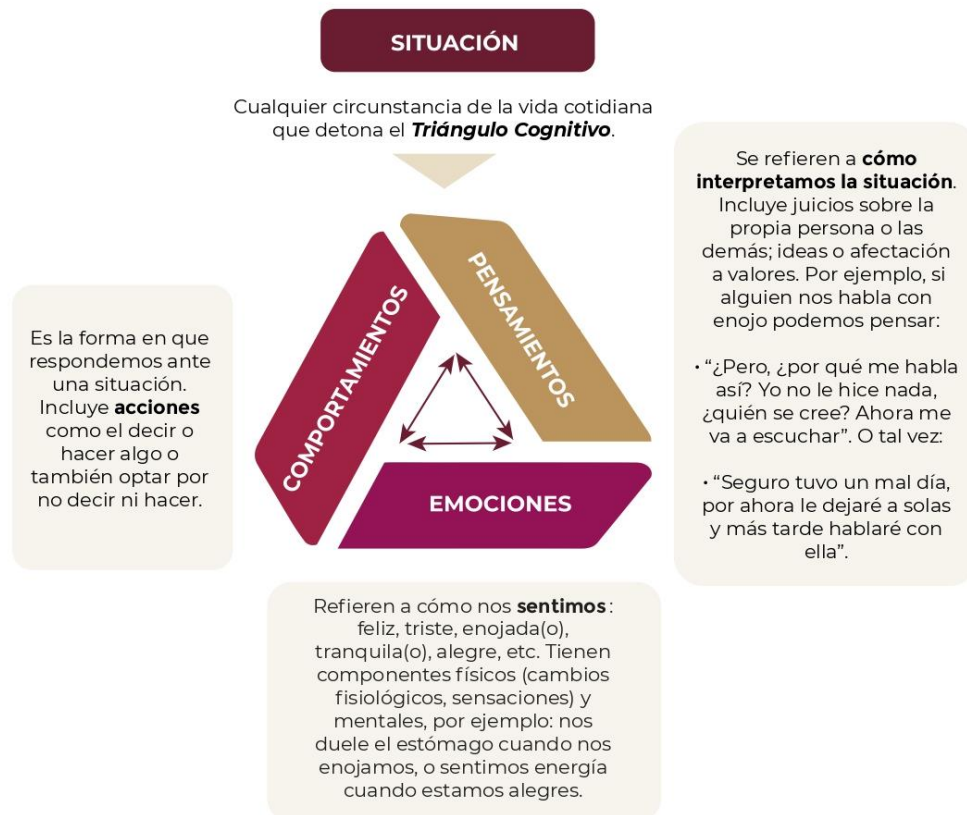 SITUACIÓN
Cualquier circunstancia de la vida cotidiana
que detona el Triángulo Cognitivo.
Se refieren a cómo
interpretamos la situación.
Incluye juicios sobre la
propia persona o las
demás; ideas o afectación
a valores. Por ejemplo, si
alguien nos habla con
enojo podemos pensar:
• “¿Pero, ¿por qué me habla
así? Yo no le hice nada,
¿quién se cree? Ahora me
va a escuchar”. O tal vez:
• “Seguro tuvo un mal día,
por ahora le dejaré a solas
y más tarde hablaré con
ella”.
PENSAMIENTOS
COMPORTAMIENTOS
EMOCIONES
Es la forma en que
respondemos ante
una situación.
Incluye acciones
como el decir o
hacer algo o
también optar por
no decir ni hacer.
Refieren a cómo nos sentimos:
feliz, triste, enojada(o),
tranquila(o), alegre, etc. Tienen
componentes físicos (cambios
fisiológicos, sensaciones) y
mentales, por ejemplo: nos
duele el estómago cuando nos
enojamos, o sentimos energía
cuando estamos alegres.